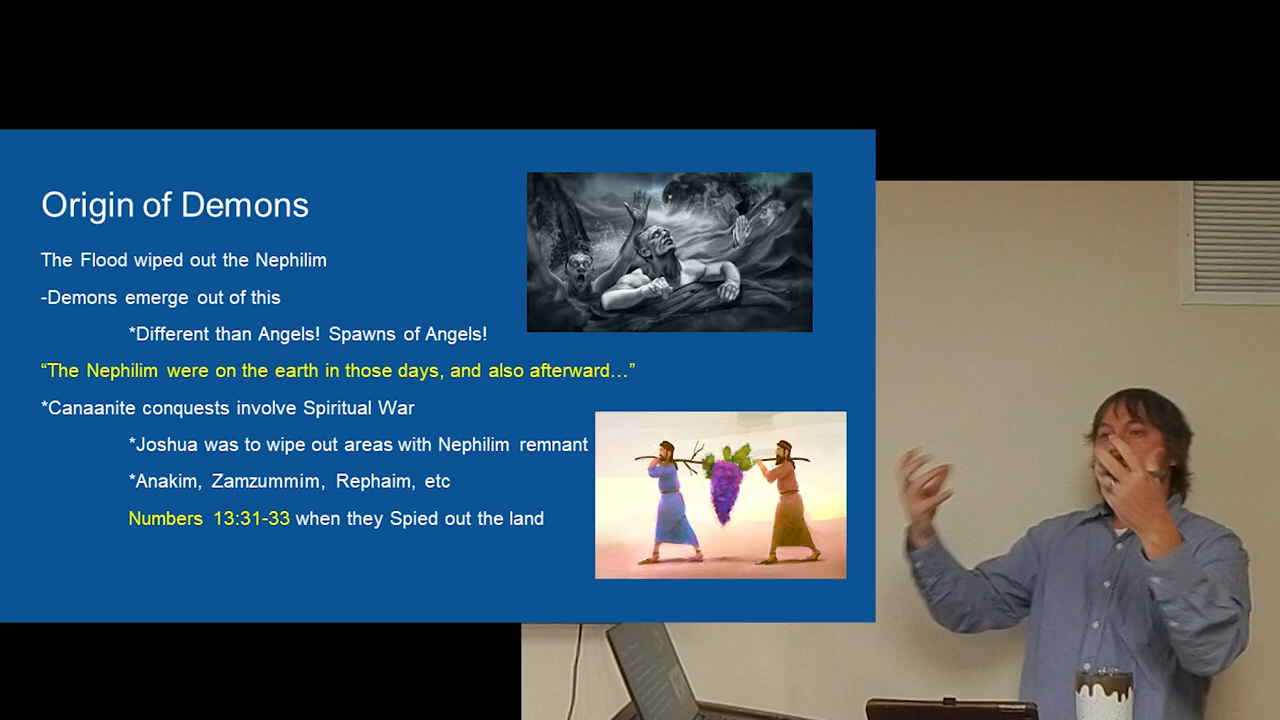 Origin of Demons
The Flood wiped out the Nephilim
-Demons emerge out of this
*Different than Angels! Spawns of Angels!
“The Nephilim were on the earth in those days, and also afterward…”
*Canaanite conquests involve Spiritual War
*Joshua was to wipe out areas with Nephilim remnant
*Anakim, Zamzummim, Rephaim, etc
Numbers 13:31-33 when they Spied out the land